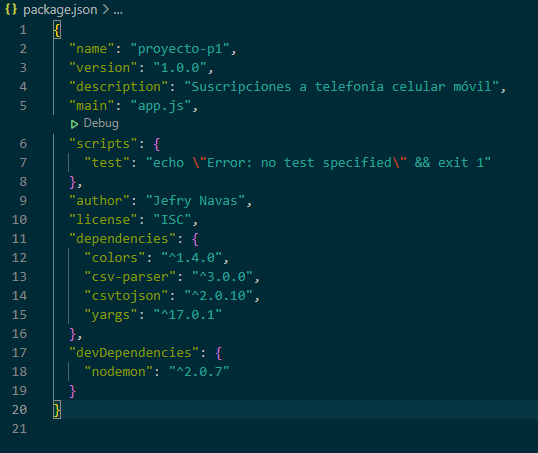 {} package.json > ...
1 {
2 "name": "proyecto-p1",
3 "version": "1.0.0",
4 "description": "Suscripciones a telefonía celular móvil",
5 "main": "app.js",
Debug
6 "scripts": {
7 "test": "echo \"Error: no test specified\" && exit 1"
8 },
9 "author": "Jefry Navas",
10 "license": "ISC",
11 "dependencies": {
12 "colors": "^1.4.0",
13 "csv-parser": "^3.0.0",
14 "csvtojson": "^2.0.10",
15 "yargs": "^17.0.1"
16 },
17 "devDependencies": {
18 "nodemon": "^2.0.7"
19 }
20 }
21